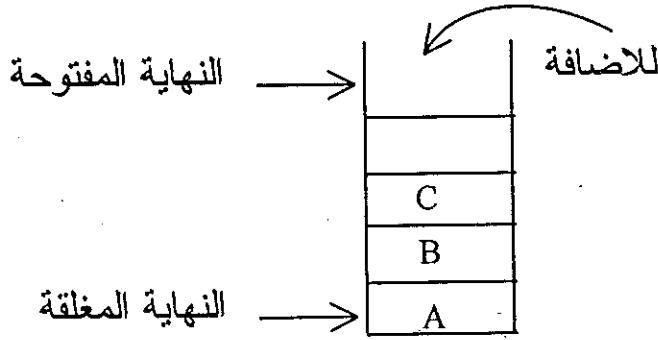 للاضافة
النهاية المفتوحة
C
B
النهاية المغلقة
A